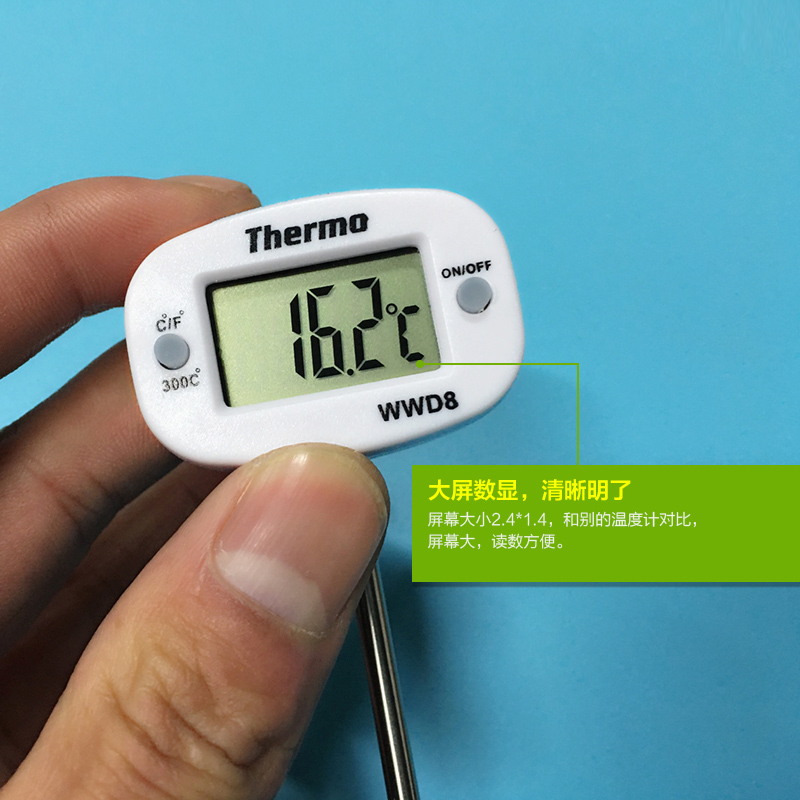 Thermo
ON/OFF
16.2°C
C°/F°
300C°
WWD8
大屏数显，清晰明了
屏幕大小2.4*1.4，和别的温度计对比，
屏幕大，读数方便。